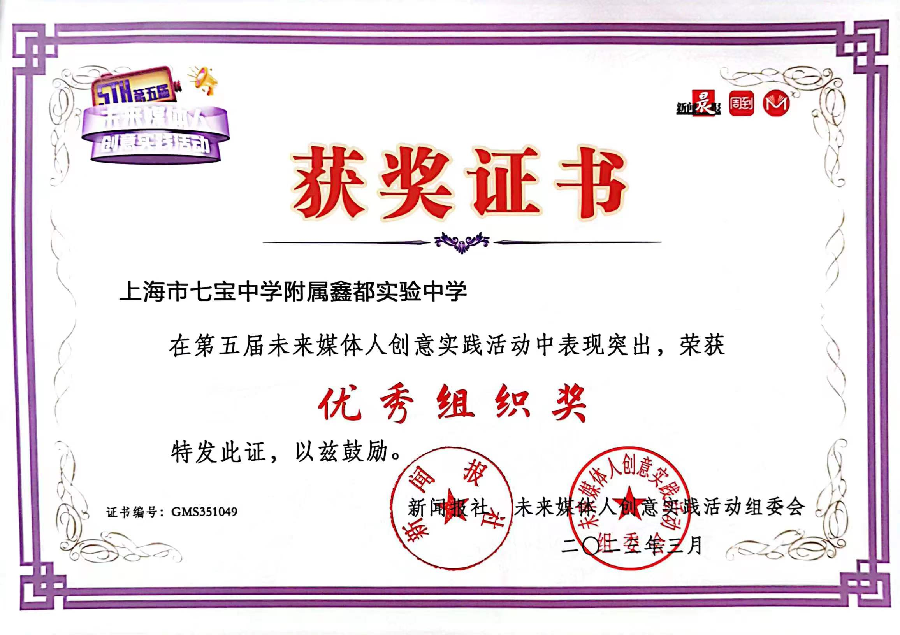 5TH 第五届
未来媒体人
创意实践活动
新闻晨报 周到
获奖证书
上海市七宝中学附属鑫都实验中学
在第五届未来媒体人创意实践活动中表现突出，荣获
优秀组织奖
特发此证，以兹鼓励。
新闻报社
未来媒体人创意实践活动
组委会
证书编号：GMS351049
新闻报社、未来媒体人创意实践活动组委会
二〇二三年三月